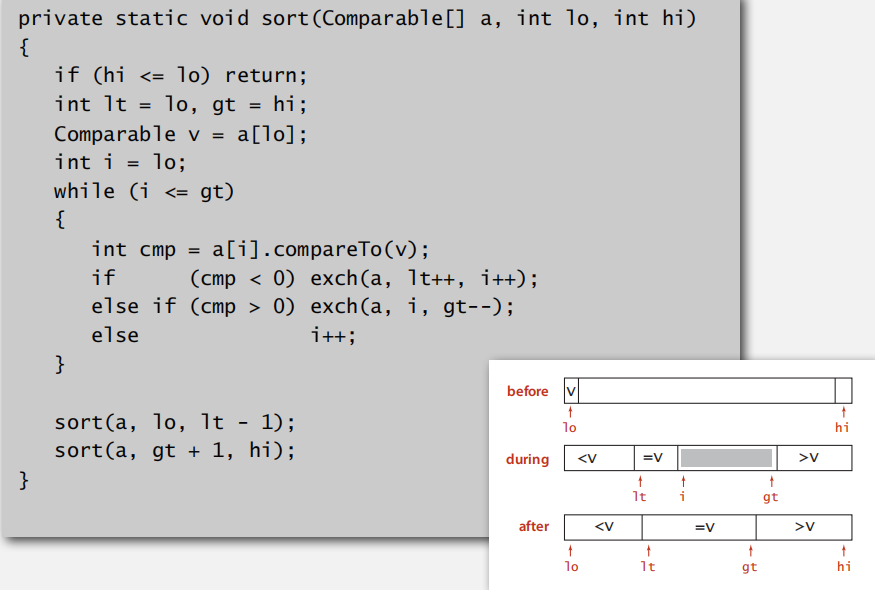 private static void sort(Comparable[] a, int lo, int hi)
{
if (hi <= lo) return;
int lt = lo, gt = hi;
Comparable v = a[lo];
int i = lo;
while (i <= gt)
{
int cmp = a[i].compareTo(v);
if (cmp < 0) exch(a, lt++, i++);
else if (cmp > 0) exch(a, i, gt--);
else i++;
}
sort(a, lo, lt - 1);
sort(a, gt + 1, hi);
}
before v
lo hi
during <v =v >v
lt i gt
after <v =v >v
lo lt gt hi